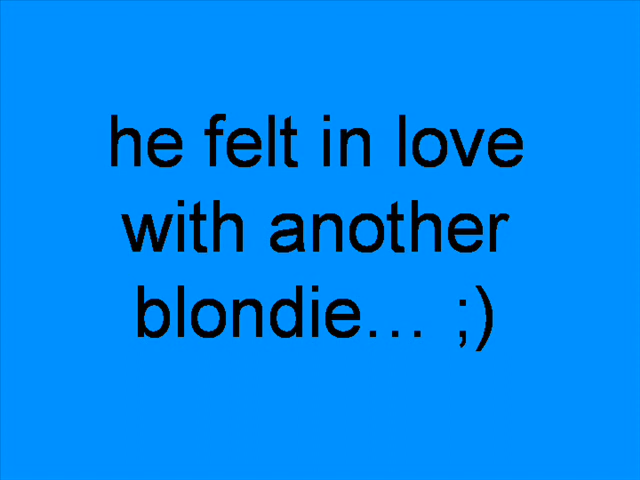 he felt in love
with another
blondie… ;)